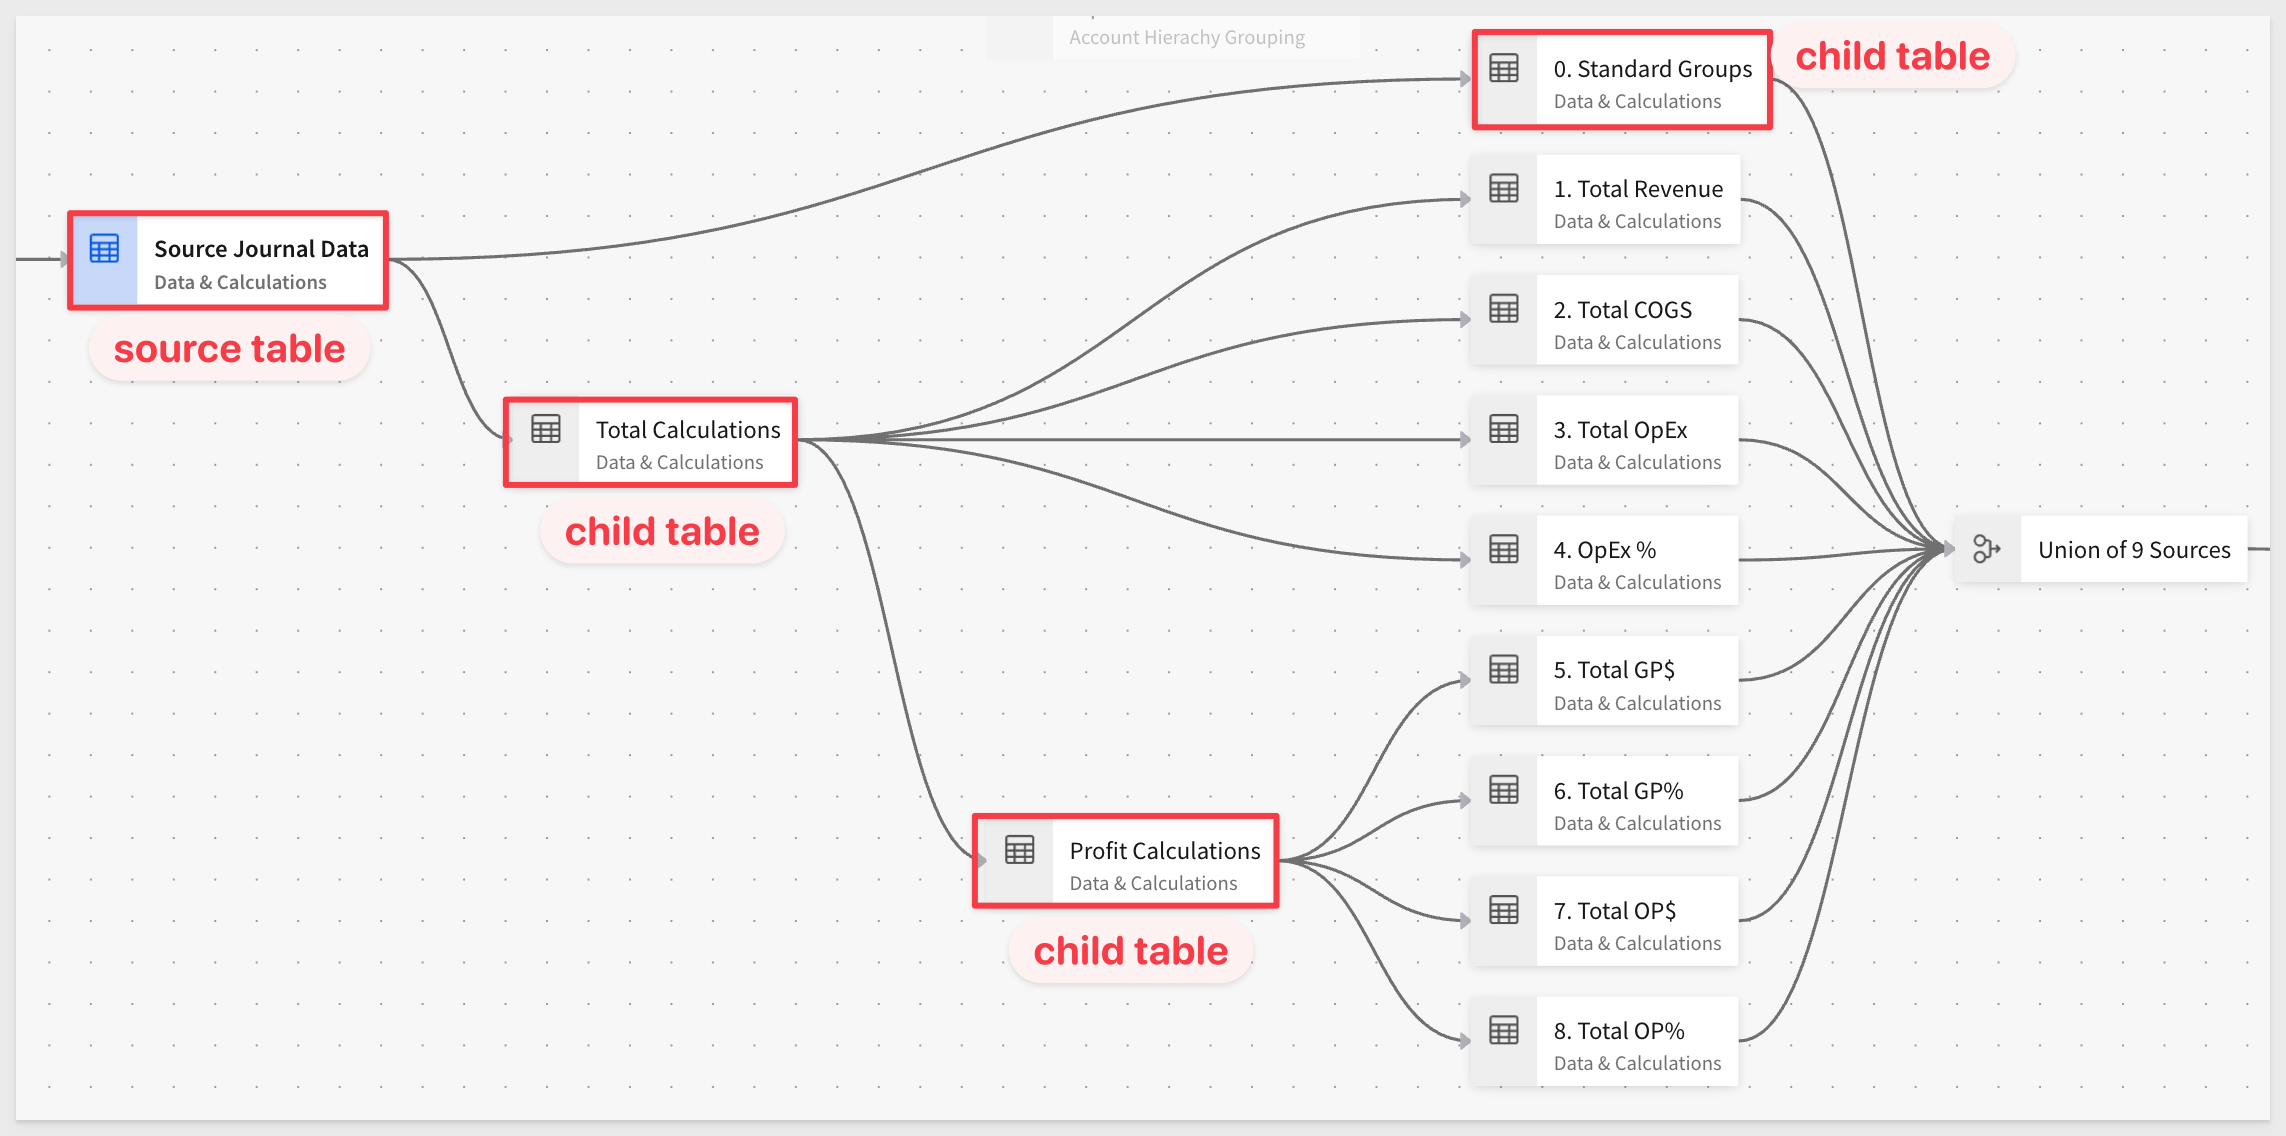 Account Hierachy Grouping
0. Standard Groups
Data & Calculations
child table
1. Total Revenue
Data & Calculations
Source Journal Data
Data & Calculations
source table
2. Total COGS
Data & Calculations
Total Calculations
Data & Calculations
child table
3. Total OpEx
Data & Calculations
4. OpEx %
Data & Calculations
Union of 9 Sources
5. Total GP$
Data & Calculations
6. Total GP%
Data & Calculations
Profit Calculations
Data & Calculations
child table
7. Total OP$
Data & Calculations
8. Total OP%
Data & Calculations